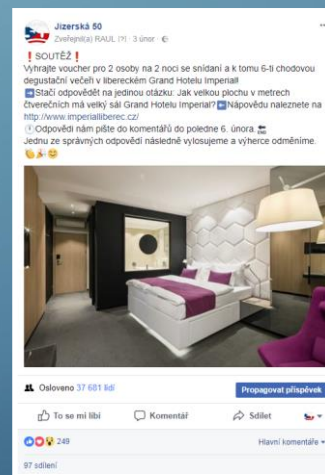 Jizerská 50
Zveřejnil(a) RAUL [?] · 3 únor ·
❗SOUTĚŽ❗
Vyhrajte voucher pro 2 osoby na 2 noci se snídaní a k tomu 6-ti chodovou
degustační večeři v libereckém Grand Hotelu Imperial!
➡Stačí odpovědět na jedinou otázku: Jak velkou plochu v metrech
čtverečních má velký sál Grand Hotelu Imperial? ⬅Nápovědu naleznete na
http://www.imperialliberec.cz/
Odpovědi nám pište do komentářů do poledne 6. února.
Jednu ze správných odpovědí následně vylosujeme a výherce odměníme.
Osloveno 37 681 lidí
Propagovat příspěvek
To se mi líbí
Komentář
Sdílet
249
Hlavní komentáře
97 sdílení